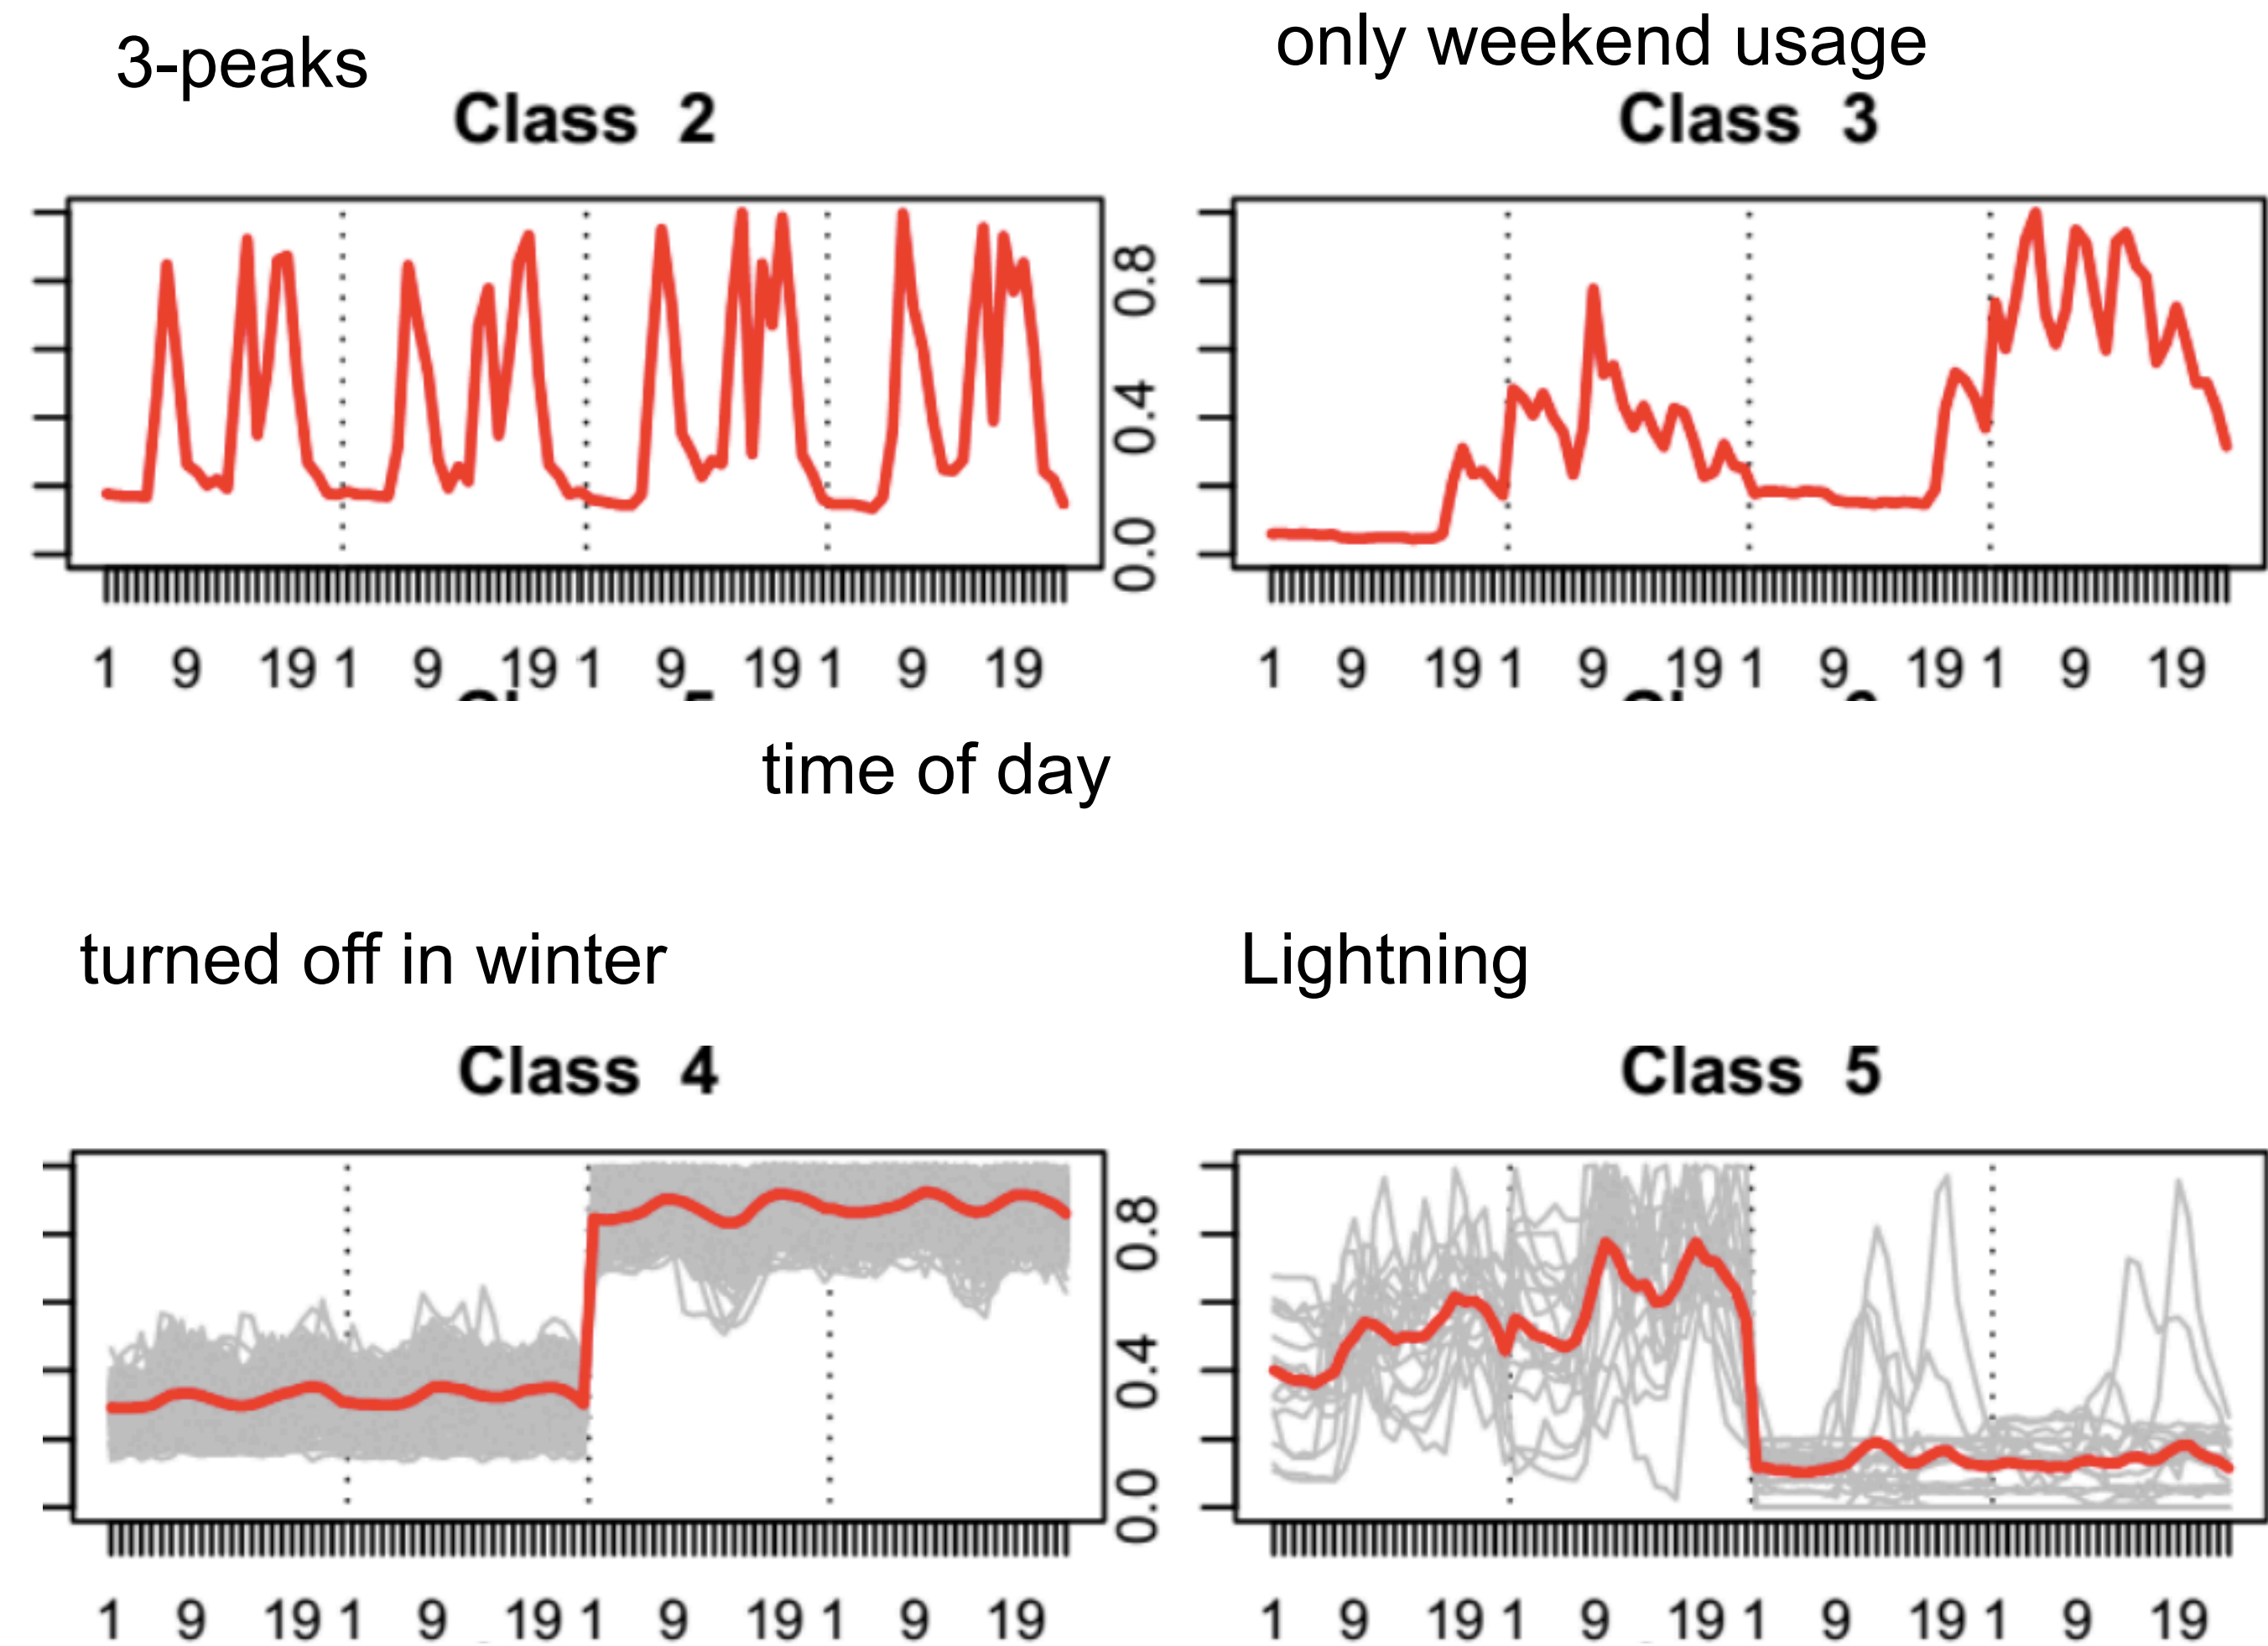 3-peaks
only weekend usage
Class 2
Class 3
0.8
0.4
0.0
1 9 19 1 9 19 1 9 19 1 9 19
1 9 19 1 9 19 1 9 19 1 9 19
time of day
turned off in winter
Lightning
Class 4
Class 5
0.8
0.4
0.0
1 9 19 1 9 19 1 9 19 1 9 19
1 9 19 1 9 19 1 9 19 1 9 19